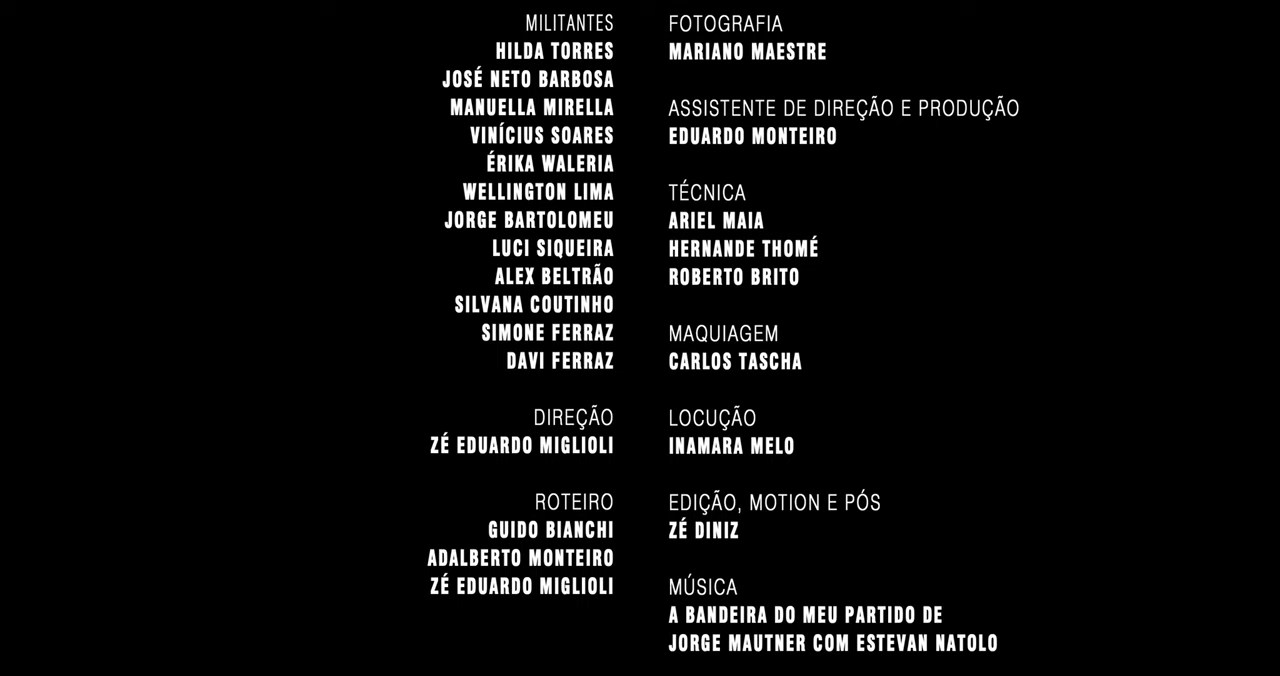 MILITANTES
HILDA TORRES
JOSÉ NETO BARBOSA
MANUELLA MIRELLA
VINÍCIUS SOARES
ÉRIKA WALERIA
WELLINGTON LIMA
JORGE BARTOLOMEU
LUCI SIQUEIRA
ALEX BELTRÃO
SILVANA COUTINHO
SIMONE FERRAZ
DAVI FERRAZ
DIREÇÃO
ZÉ EDUARDO MIGLIOLI
ROTEIRO
GUIDO BIANCHI
ADALBERTO MONTEIRO
ZÉ EDUARDO MIGLIOLI
FOTOGRAFIA
MARIANO MAESTRE
ASSISTENTE DE DIREÇÃO E PRODUÇÃO
EDUARDO MONTEIRO
TÉCNICA
ARIEL MAIA
HERNANDE THOMÉ
ROBERTO BRITO
MAQUIAGEM
CARLOS TASCHA
LOCUÇÃO
INAMARA MELO
EDIÇÃO, MOTION E PÓS
ZÉ DINIZ
MÚSICA
A BANDEIRA DO MEU PARTIDO DE
JORGE MAUTNER COM ESTEVAN NATOLO